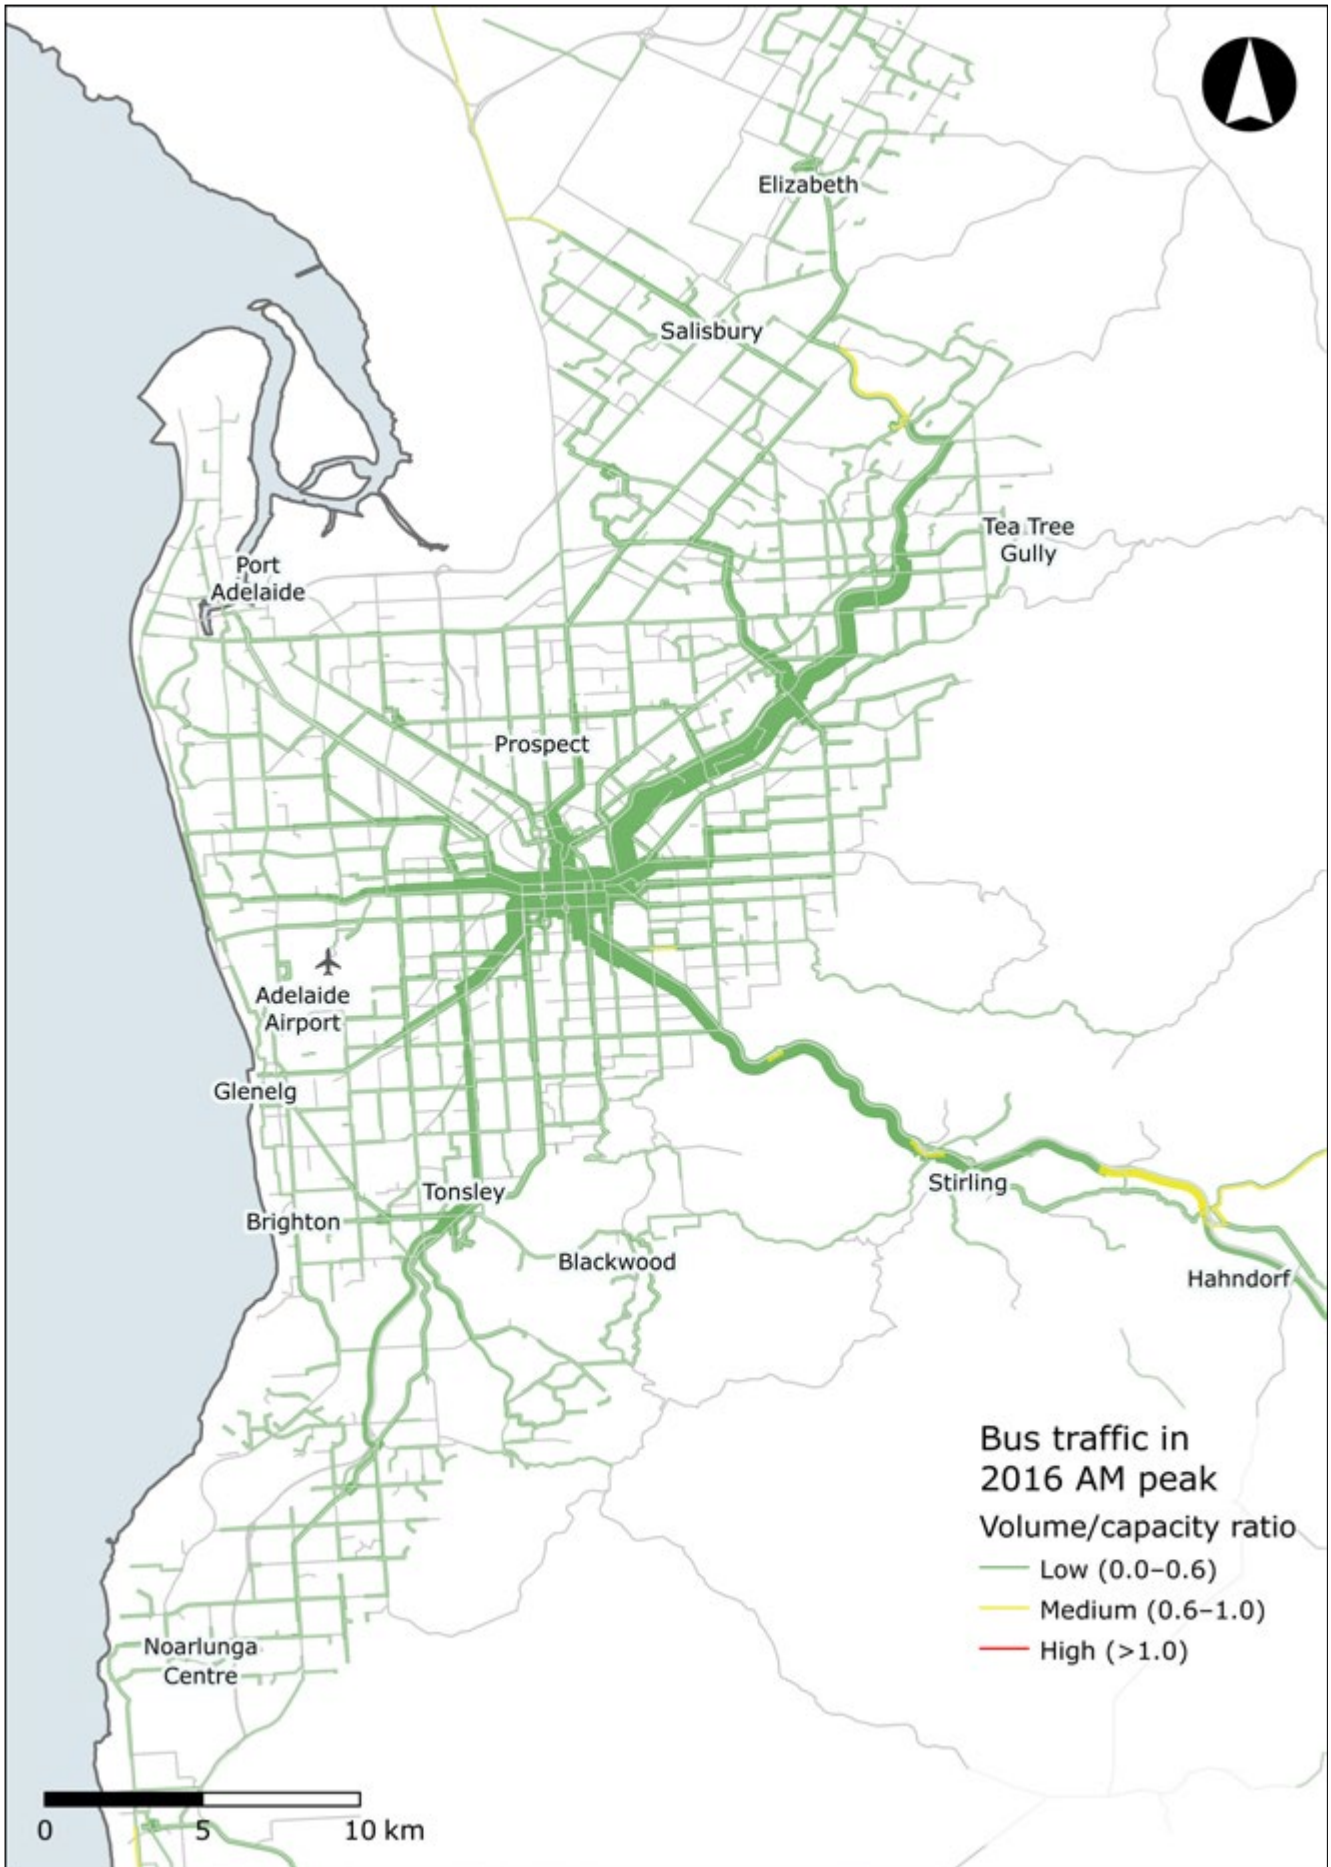 Elizabeth
Salisbury
Tea Tree
Gully
Port
Adelaide
Prospect
Adelaide
Airport
Glenelg
Stirling
Tonsley
Brighton
Blackwood
Hahndorf
Bus traffic in
2016 AM peak
Volume/capacity ratio
Low (0.0–0.6)
Medium (0.6–1.0)
High (>1.0)
Noarlunga
Centre
0 5 10 km